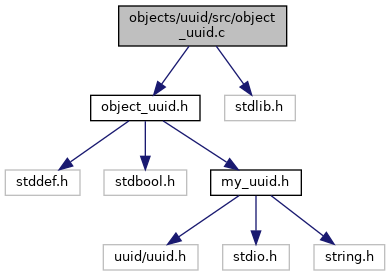 objects/uuid/src/object
_uuid.c
object_uuid.h
stdlib.h
stddef.h
stdbool.h
my_uuid.h
uuid/uuid.h
stdio.h
string.h